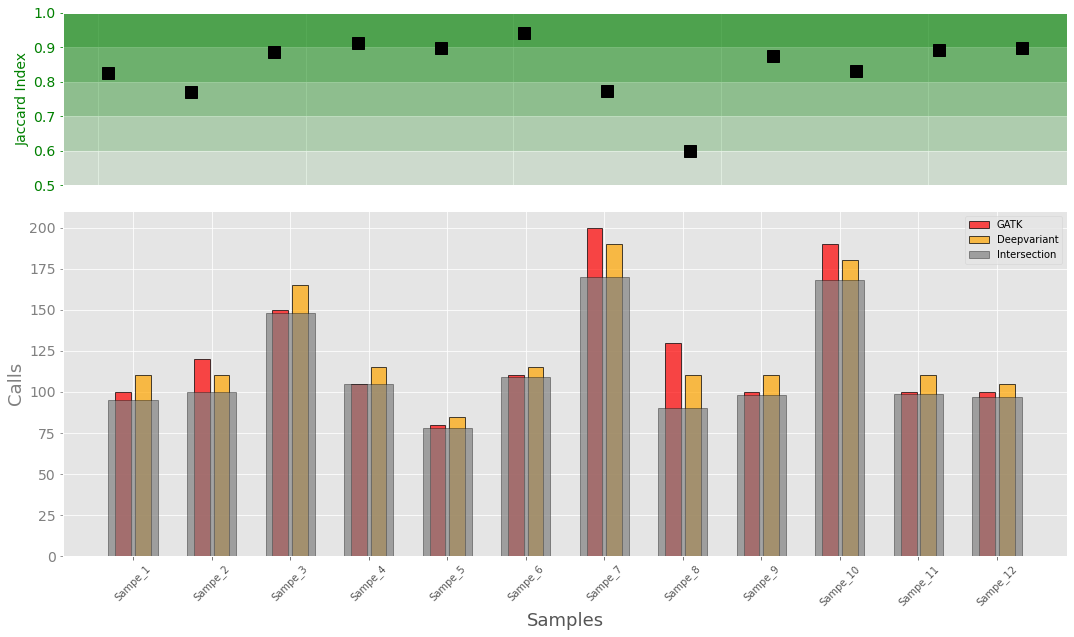 1.0
0.9
0.8
0.7
0.6
0.5
Jaccard Index
200
175
150
125
100
75
50
25
0
Calls
GATK
Deepvariant
Intersection
Sampe_1
Sampe_2
Sampe_3
Sampe_4
Sampe_5
Sampe_6
Sampe_7
Sampe_8
Sampe_9
Sampe_10
Sampe_11
Sampe_12
Samples